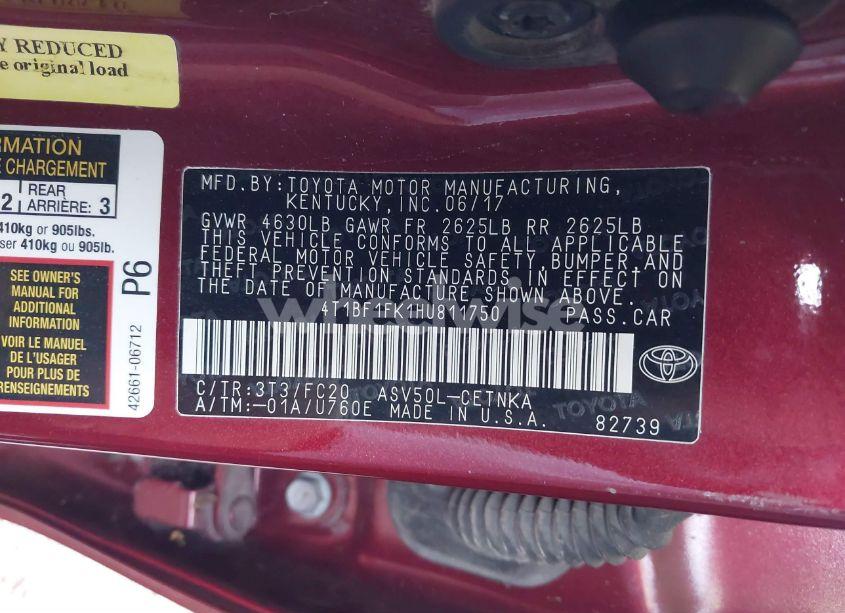 Y REDUCED
e original load
RMATION
E CHARGEMENT
2 REAR ARRIÈRE: 3
410kg or 905lbs.
ser 410kg ou 905lb.
SEE OWNER'S
MANUAL FOR
ADDITIONAL
INFORMATION
VOIR LE MANUEL
DE L'USAGER
POUR PLUS DE
RENSEIGNEMENTS
P6
42661-06712
MFD.BY:TOYOTA MOTOR MANUFACTURING,
KENTUCKY, INC. 06/17
GVWR 4630LB GAWR FR 2625LB RR 2625LB
THIS VEHICLE CONFORMS TO ALL APPLICABLE
FEDERAL MOTOR VEHICLE SAFETY, BUMPER, AND
THEFT PREVENTION STANDARDS IN EFFECT ON
THE DATE OF MANUFACTURE SHOWN ABOVE.
4T1BF1FK1HU811750 PASS.CAR
wheelwise
C/TR:3T3/FC20 ASV50L-CETNKA
A/TM:-01A/U760E MADE IN U.S.A.
82739
TOYOTA